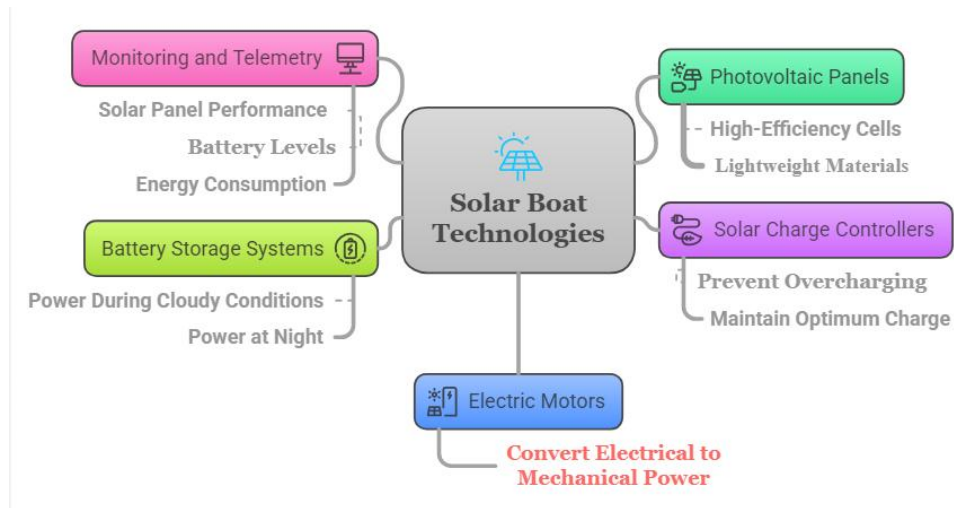 Solar Boat
Technologies
Monitoring and Telemetry
Solar Panel Performance
Battery Levels
Energy Consumption
Battery Storage Systems
Power During Cloudy Conditions
Power at Night
Photovoltaic Panels
High-Efficiency Cells
Lightweight Materials
Solar Charge Controllers
Prevent Overcharging
Maintain Optimum Charge
Electric Motors
Convert Electrical to
Mechanical Power